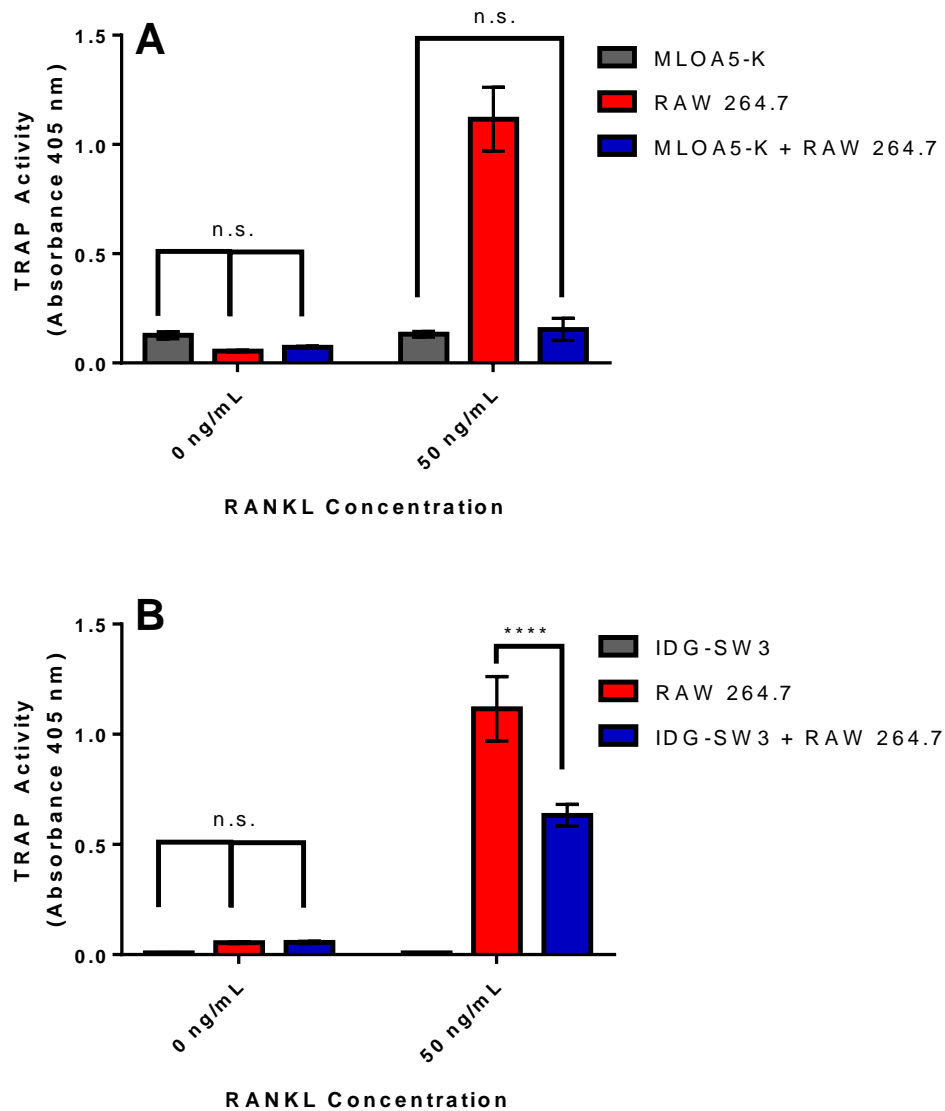 A
n.s.
n.s.
MLOA5-K
RAW 264.7
MLOA5-K + RAW 264.7
TRAP Activity
(Absorbance 405 nm)
1.5
1.0
0.5
0.0
0 ng/mL
50 ng/mL
RANKL Concentration
B
n.s.
****
IDG-SW3
RAW 264.7
IDG-SW3 + RAW 264.7
TRAP Activity
(Absorbance 405 nm)
1.5
1.0
0.5
0.0
0 ng/mL
50 ng/mL
RANKL Concentration